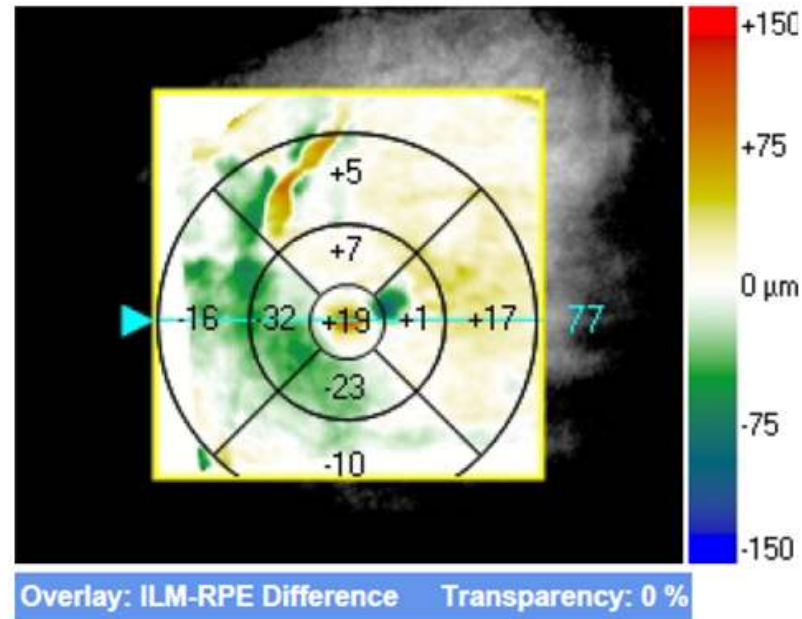 +150
+75
0 µm
-75
-150
+5
+7
-16 -32 +19 +1 +17 77
-23
-10
Overlay: ILM-RPE Difference Transparency: 0 %